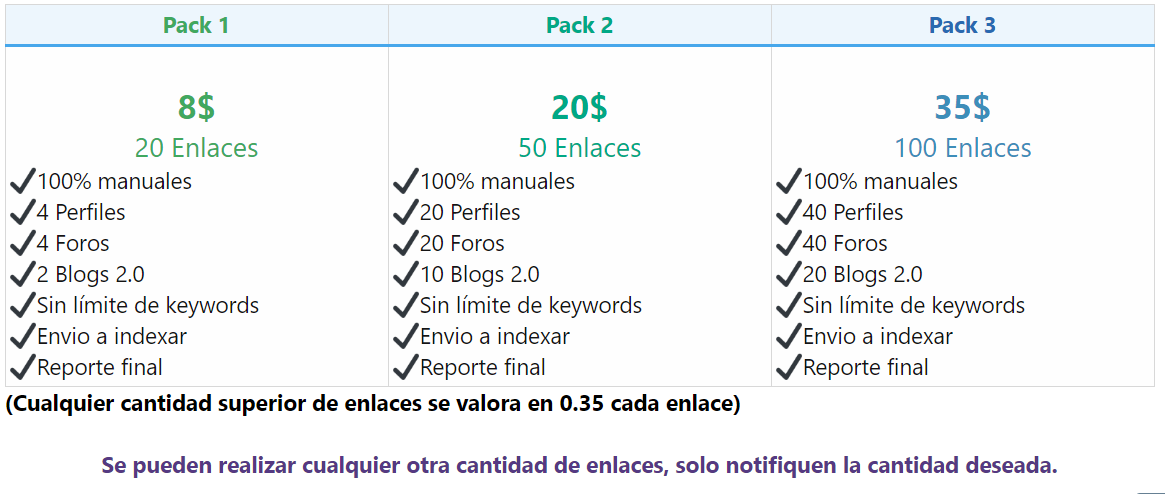 Pack 1 Pack 2 Pack 3
8$ 20$ 35$
20 Enlaces 50 Enlaces 100 Enlaces
✔100% manuales ✔100% manuales ✔100% manuales
✔4 Perfiles ✔20 Perfiles ✔40 Perfiles
✔4 Foros ✔20 Foros ✔40 Foros
✔2 Blogs 2.0 ✔10 Blogs 2.0 ✔20 Blogs 2.0
✔Sin límite de keywords ✔Sin límite de keywords ✔Sin límite de keywords
✔Envio a indexar ✔Envio a indexar ✔Envio a indexar
✔Reporte final ✔Reporte final ✔Reporte final
(Cualquier cantidad superior de enlaces se valora en 0.35 cada enlace)
Se pueden realizar cualquier otra cantidad de enlaces, solo notifiquen la cantidad deseada.